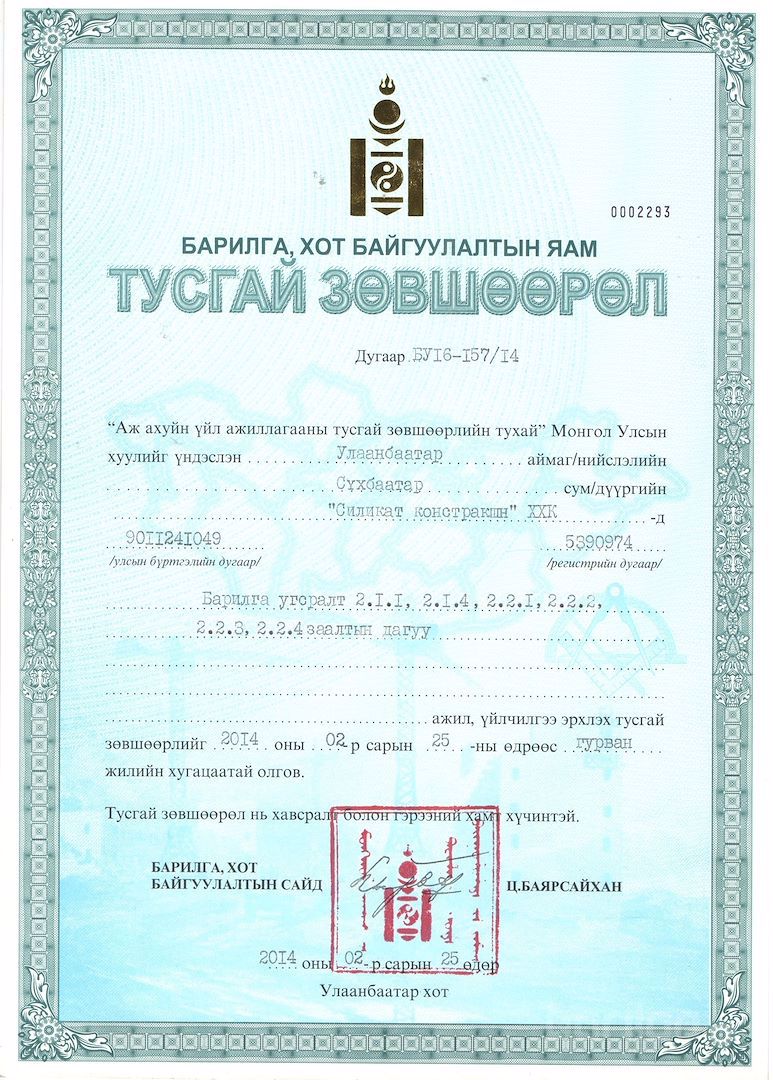 0002293
БАРИЛГА, ХОТ БАЙГУУЛАЛТЫН ЯАМ
ТУСГАЙ ЗӨВШӨӨРӨЛ
Дугаар БУ16-157/14
“Аж ахуйн үйл ажиллагааны тусгай зөвшөөрлийн тухай” Монгол Улсын
хуулийг үндэслэн Улаанбаатар аймаг/нийслэлийн
Сүхбаатар сум/дүүргийн
"Силикат констракшн" ХХК -д
9011241049 5390974
/улсын бүртгэлийн дугаар/ /регистрийн дугаар/
Барилга угсралт 2.1.1, 2.1.4, 2.2.1, 2.2.2,
2.2.3, 2.2.4 заалтын дагуу
ажил, үйлчилгээ эрхлэх тусгай
зөвшөөрлийг 2014 оны 02-р сарын 25 -ны өдрөөс гурван
жилийн хугацаатай олгов.
Тусгай зөвшөөрөл нь хавсралт болон гэрээний хамт хүчинтэй.
БАРИЛГА, ХОТ
БАЙГУУЛАЛТЫН САЙД Ц.БАЯРСАЙХАН
2014 оны 02-р сарын 25 өдөр
Улаанбаатар хот